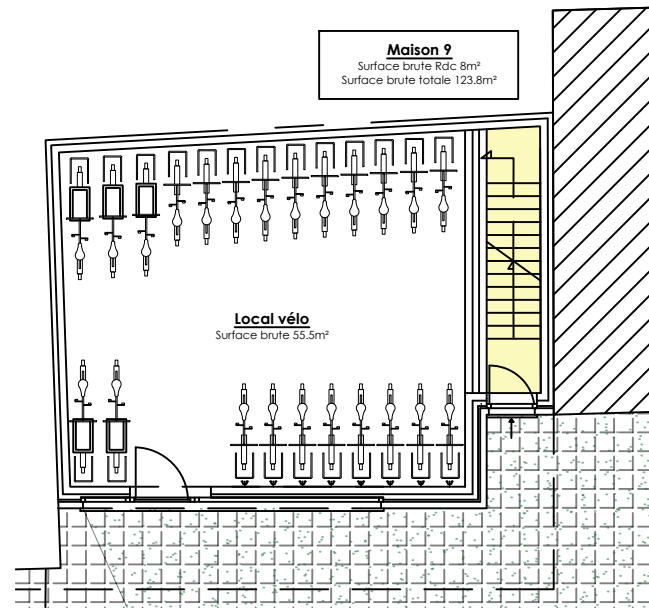 Maison 9
Surface brute Rdc 8m²
Surface brute totale 123.8m²
Local vélo
Surface brute 55.5m²